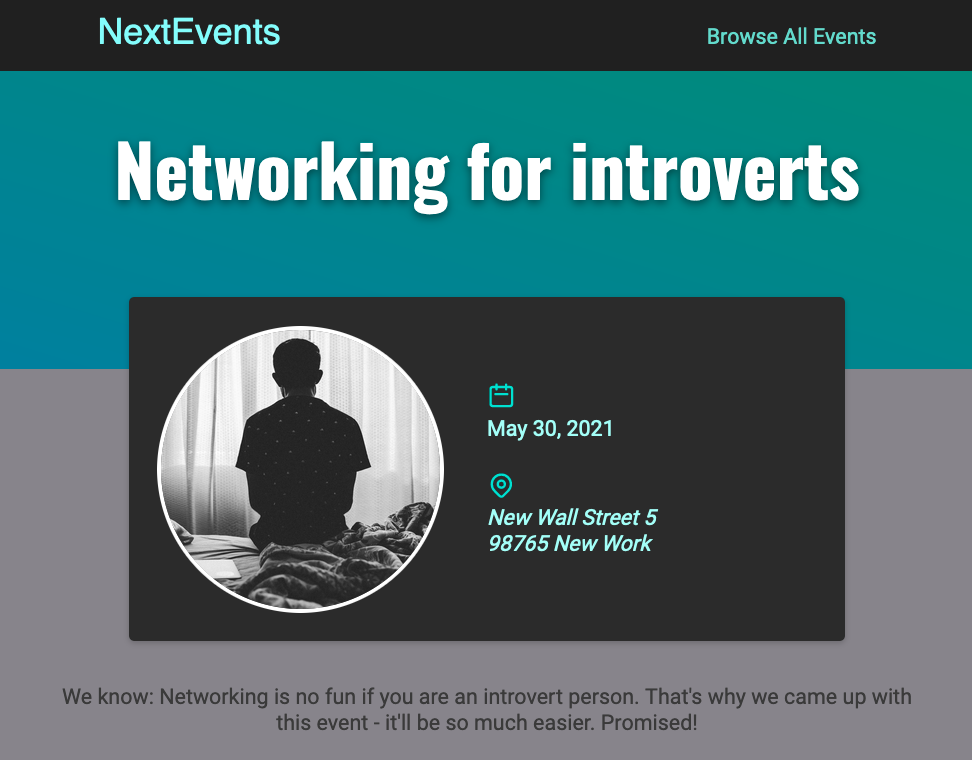 NextEvents
Browse All Events
Networking for introverts
May 30, 2021
New Wall Street 5
98765 New Work
We know: Networking is no fun if you are an introvert person. That's why we came up with
this event - it'll be so much easier. Promised!